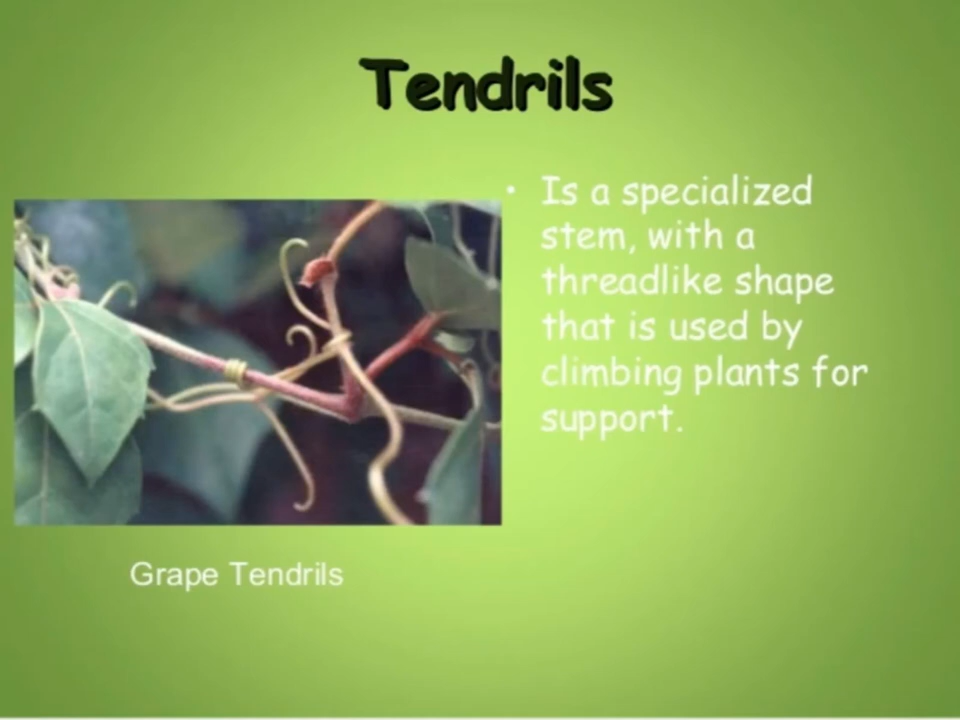 Tendrils
• Is a specialized
stem, with a
threadlike shape
that is used by
climbing plants for
support.
Grape Tendrils